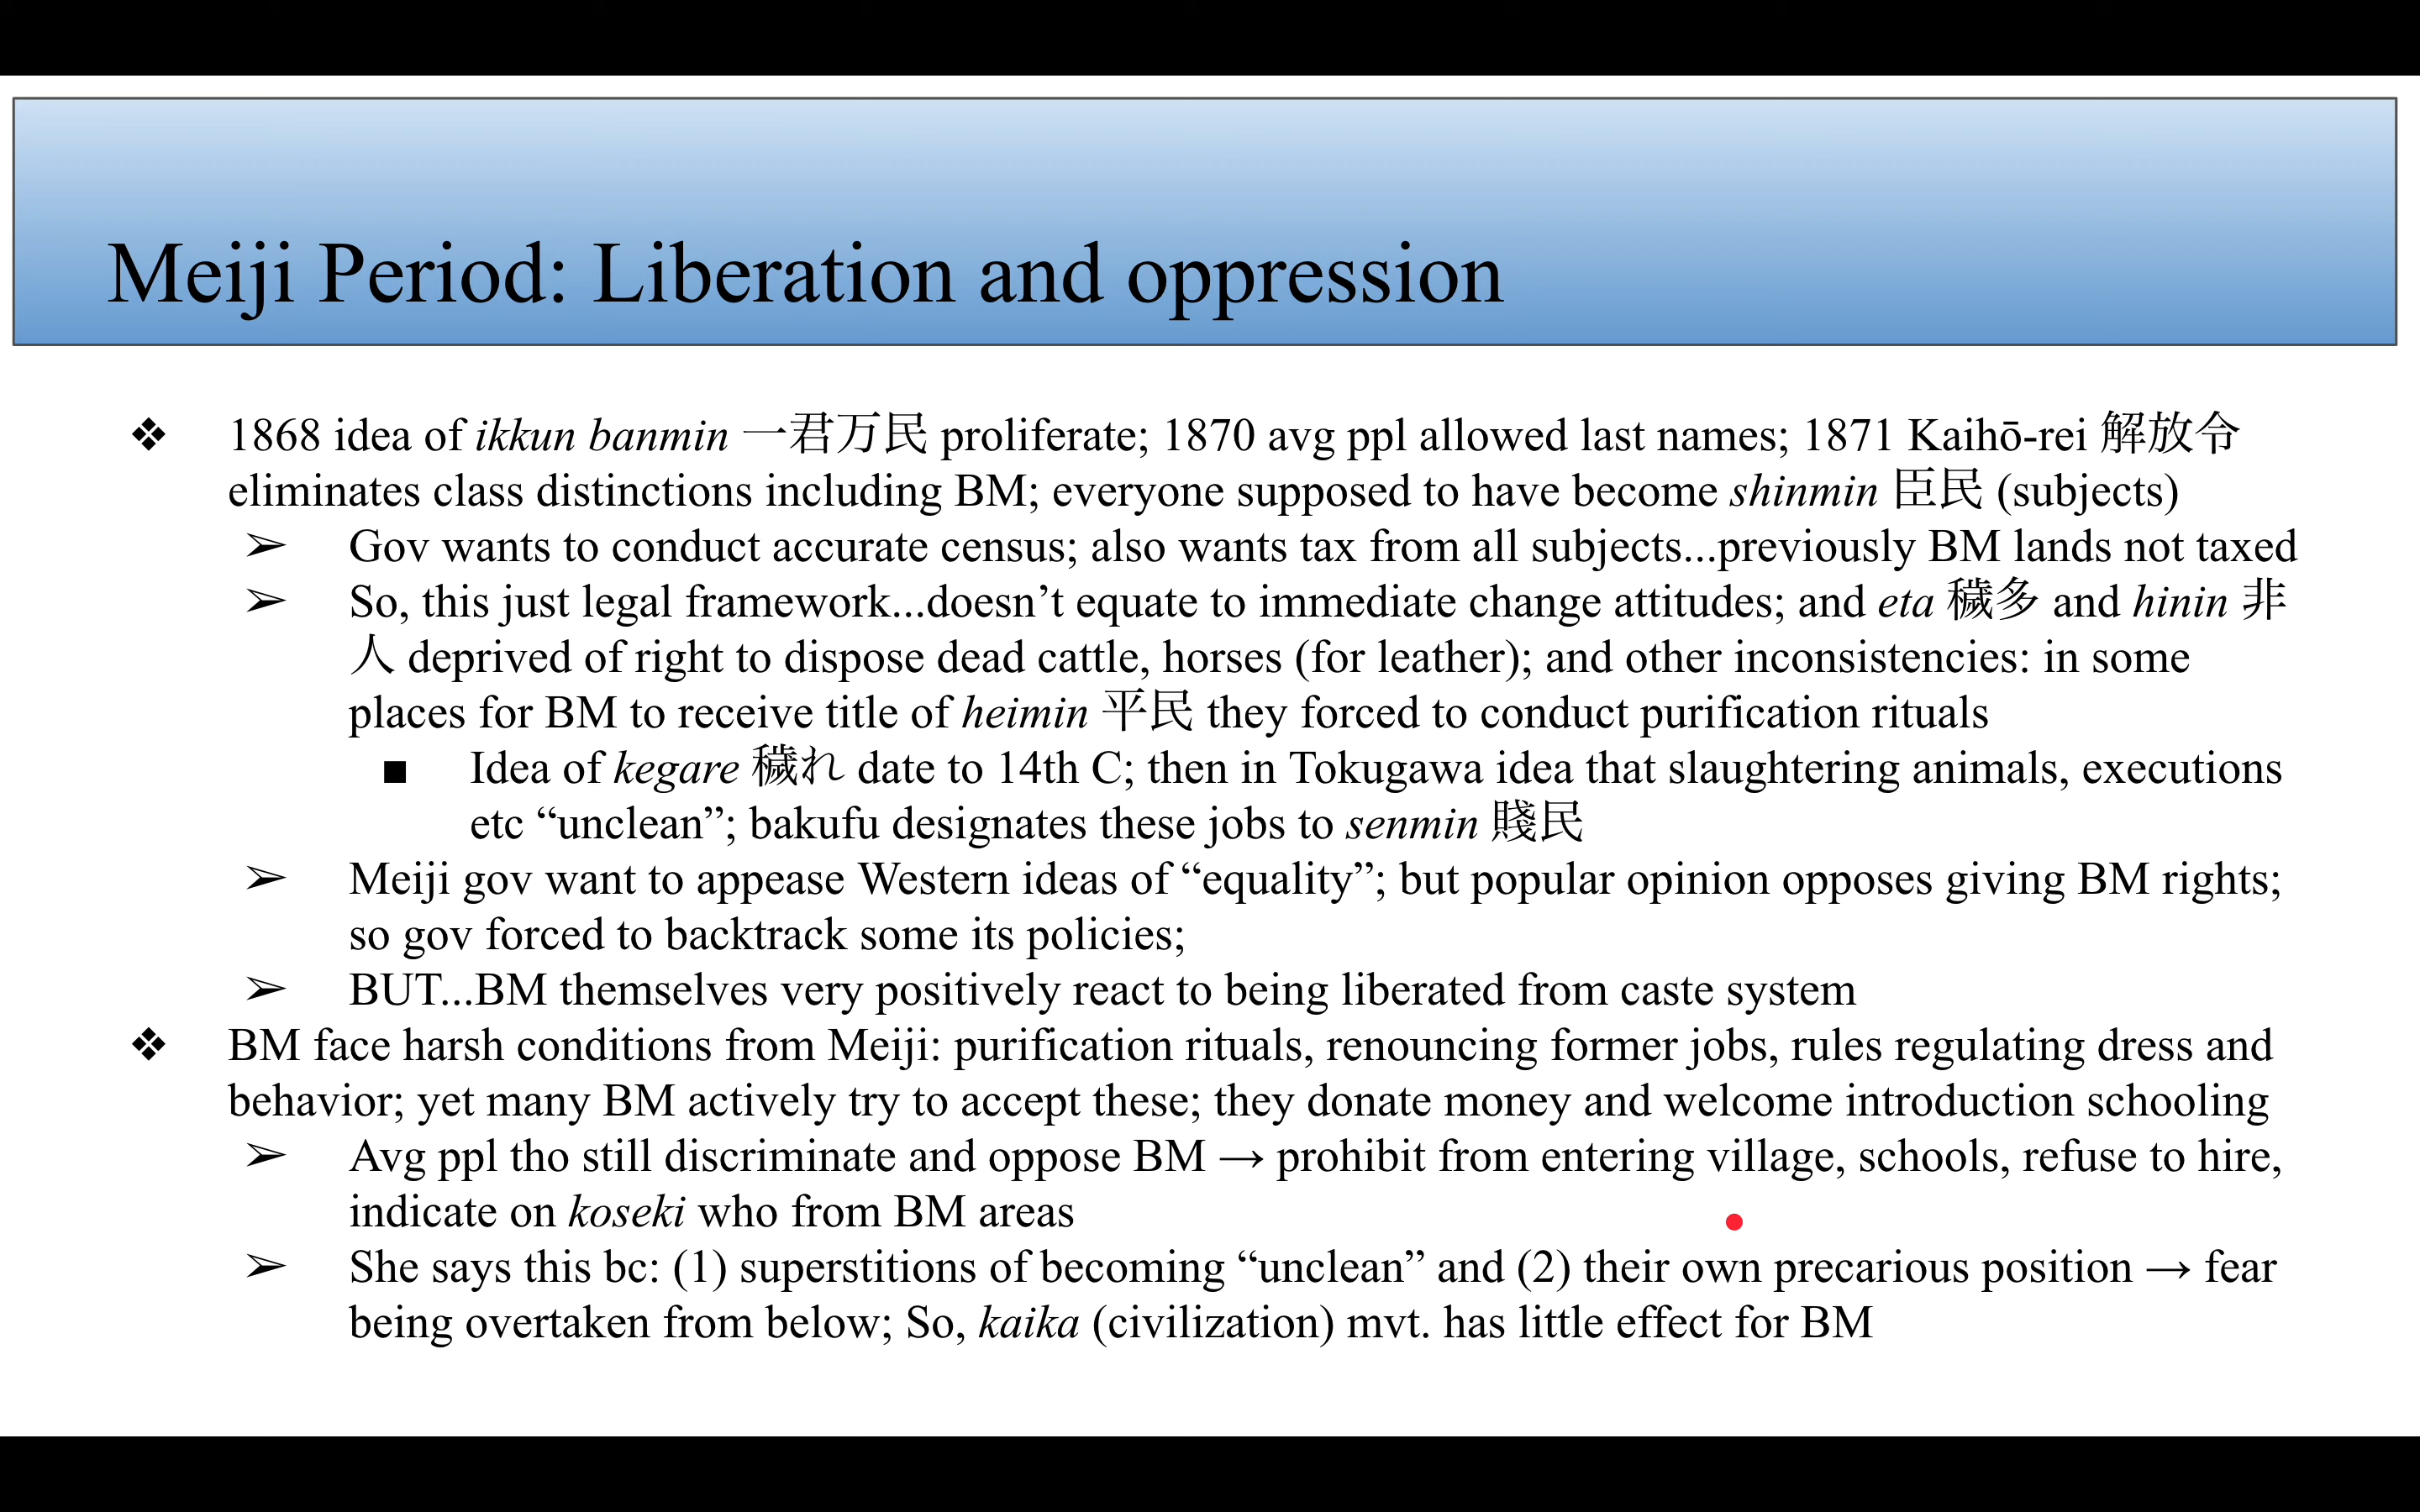 Meiji Period: Liberation and oppression
❖ 1868 idea of ikkun banmin 一君万民 proliferate; 1870 avg ppl allowed last names; 1871 Kaihō-rei 解放令
eliminates class distinctions including BM; everyone supposed to have become shinmin 臣民 (subjects)
➢ Gov wants to conduct accurate census; also wants tax from all subjects...previously BM lands not taxed
➢ So, this just legal framework...doesn’t equate to immediate change attitudes; and eta 穢多 and hinin 非
人 deprived of right to dispose dead cattle, horses (for leather); and other inconsistencies: in some
places for BM to receive title of heimin 平民 they forced to conduct purification rituals
■ Idea of kegare 穢れ date to 14th C; then in Tokugawa idea that slaughtering animals, executions
etc “unclean”; bakufu designates these jobs to senmin 賤民
➢ Meiji gov want to appease Western ideas of “equality”; but popular opinion opposes giving BM rights;
so gov forced to backtrack some its policies;
➢ BUT...BM themselves very positively react to being liberated from caste system
❖ BM face harsh conditions from Meiji: purification rituals, renouncing former jobs, rules regulating dress and
behavior; yet many BM actively try to accept these; they donate money and welcome introduction schooling
➢ Avg ppl tho still discriminate and oppose BM → prohibit from entering village, schools, refuse to hire,
indicate on koseki who from BM areas
➢ She says this bc: (1) superstitions of becoming “unclean” and (2) their own precarious position → fear
being overtaken from below; So, kaika (civilization) mvt. has little effect for BM